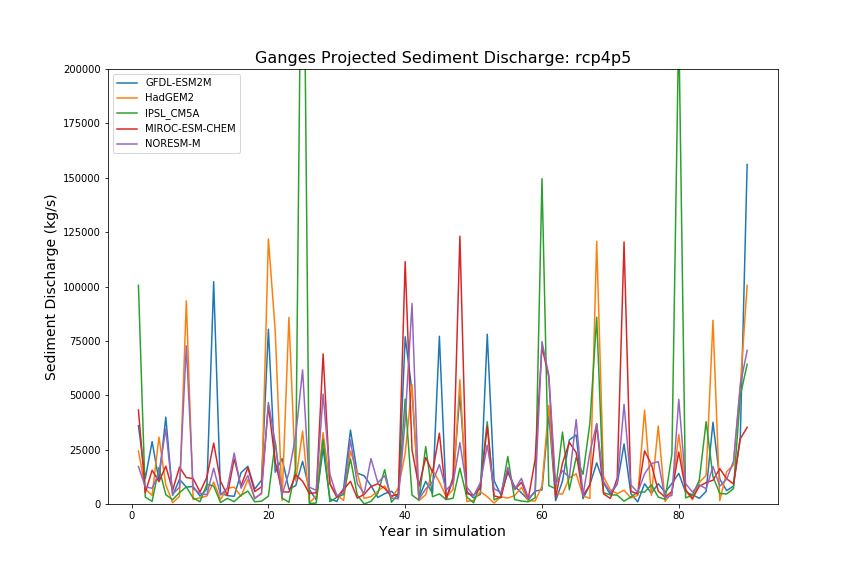 Ganges Projected Sediment Discharge: rcp4p5
200000
175000
150000
125000
100000
75000
50000
25000
0
Sediment Discharge (kg/s)
GFDL-ESM2M
HadGEM2
IPSL_CM5A
MIROC-ESM-CHEM
NORESM-M
0 20 40 60 80
Year in simulation